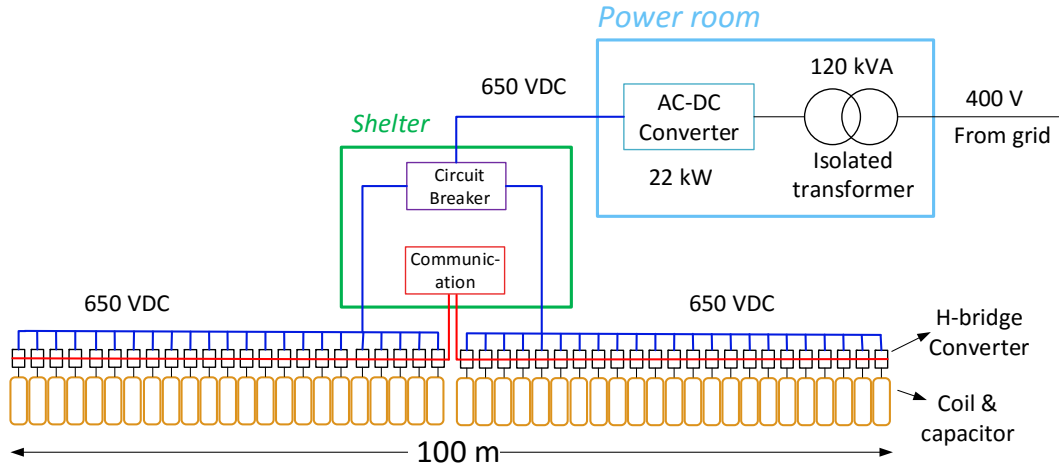 Power room
120 kVA
650 VDC
AC-DC
Converter
400 V
From grid
Shelter
Circuit
Breaker
22 kW
Isolated
transformer
Communic-
ation
650 VDC
650 VDC
H-bridge
Converter
Coil &
capacitor
100 m